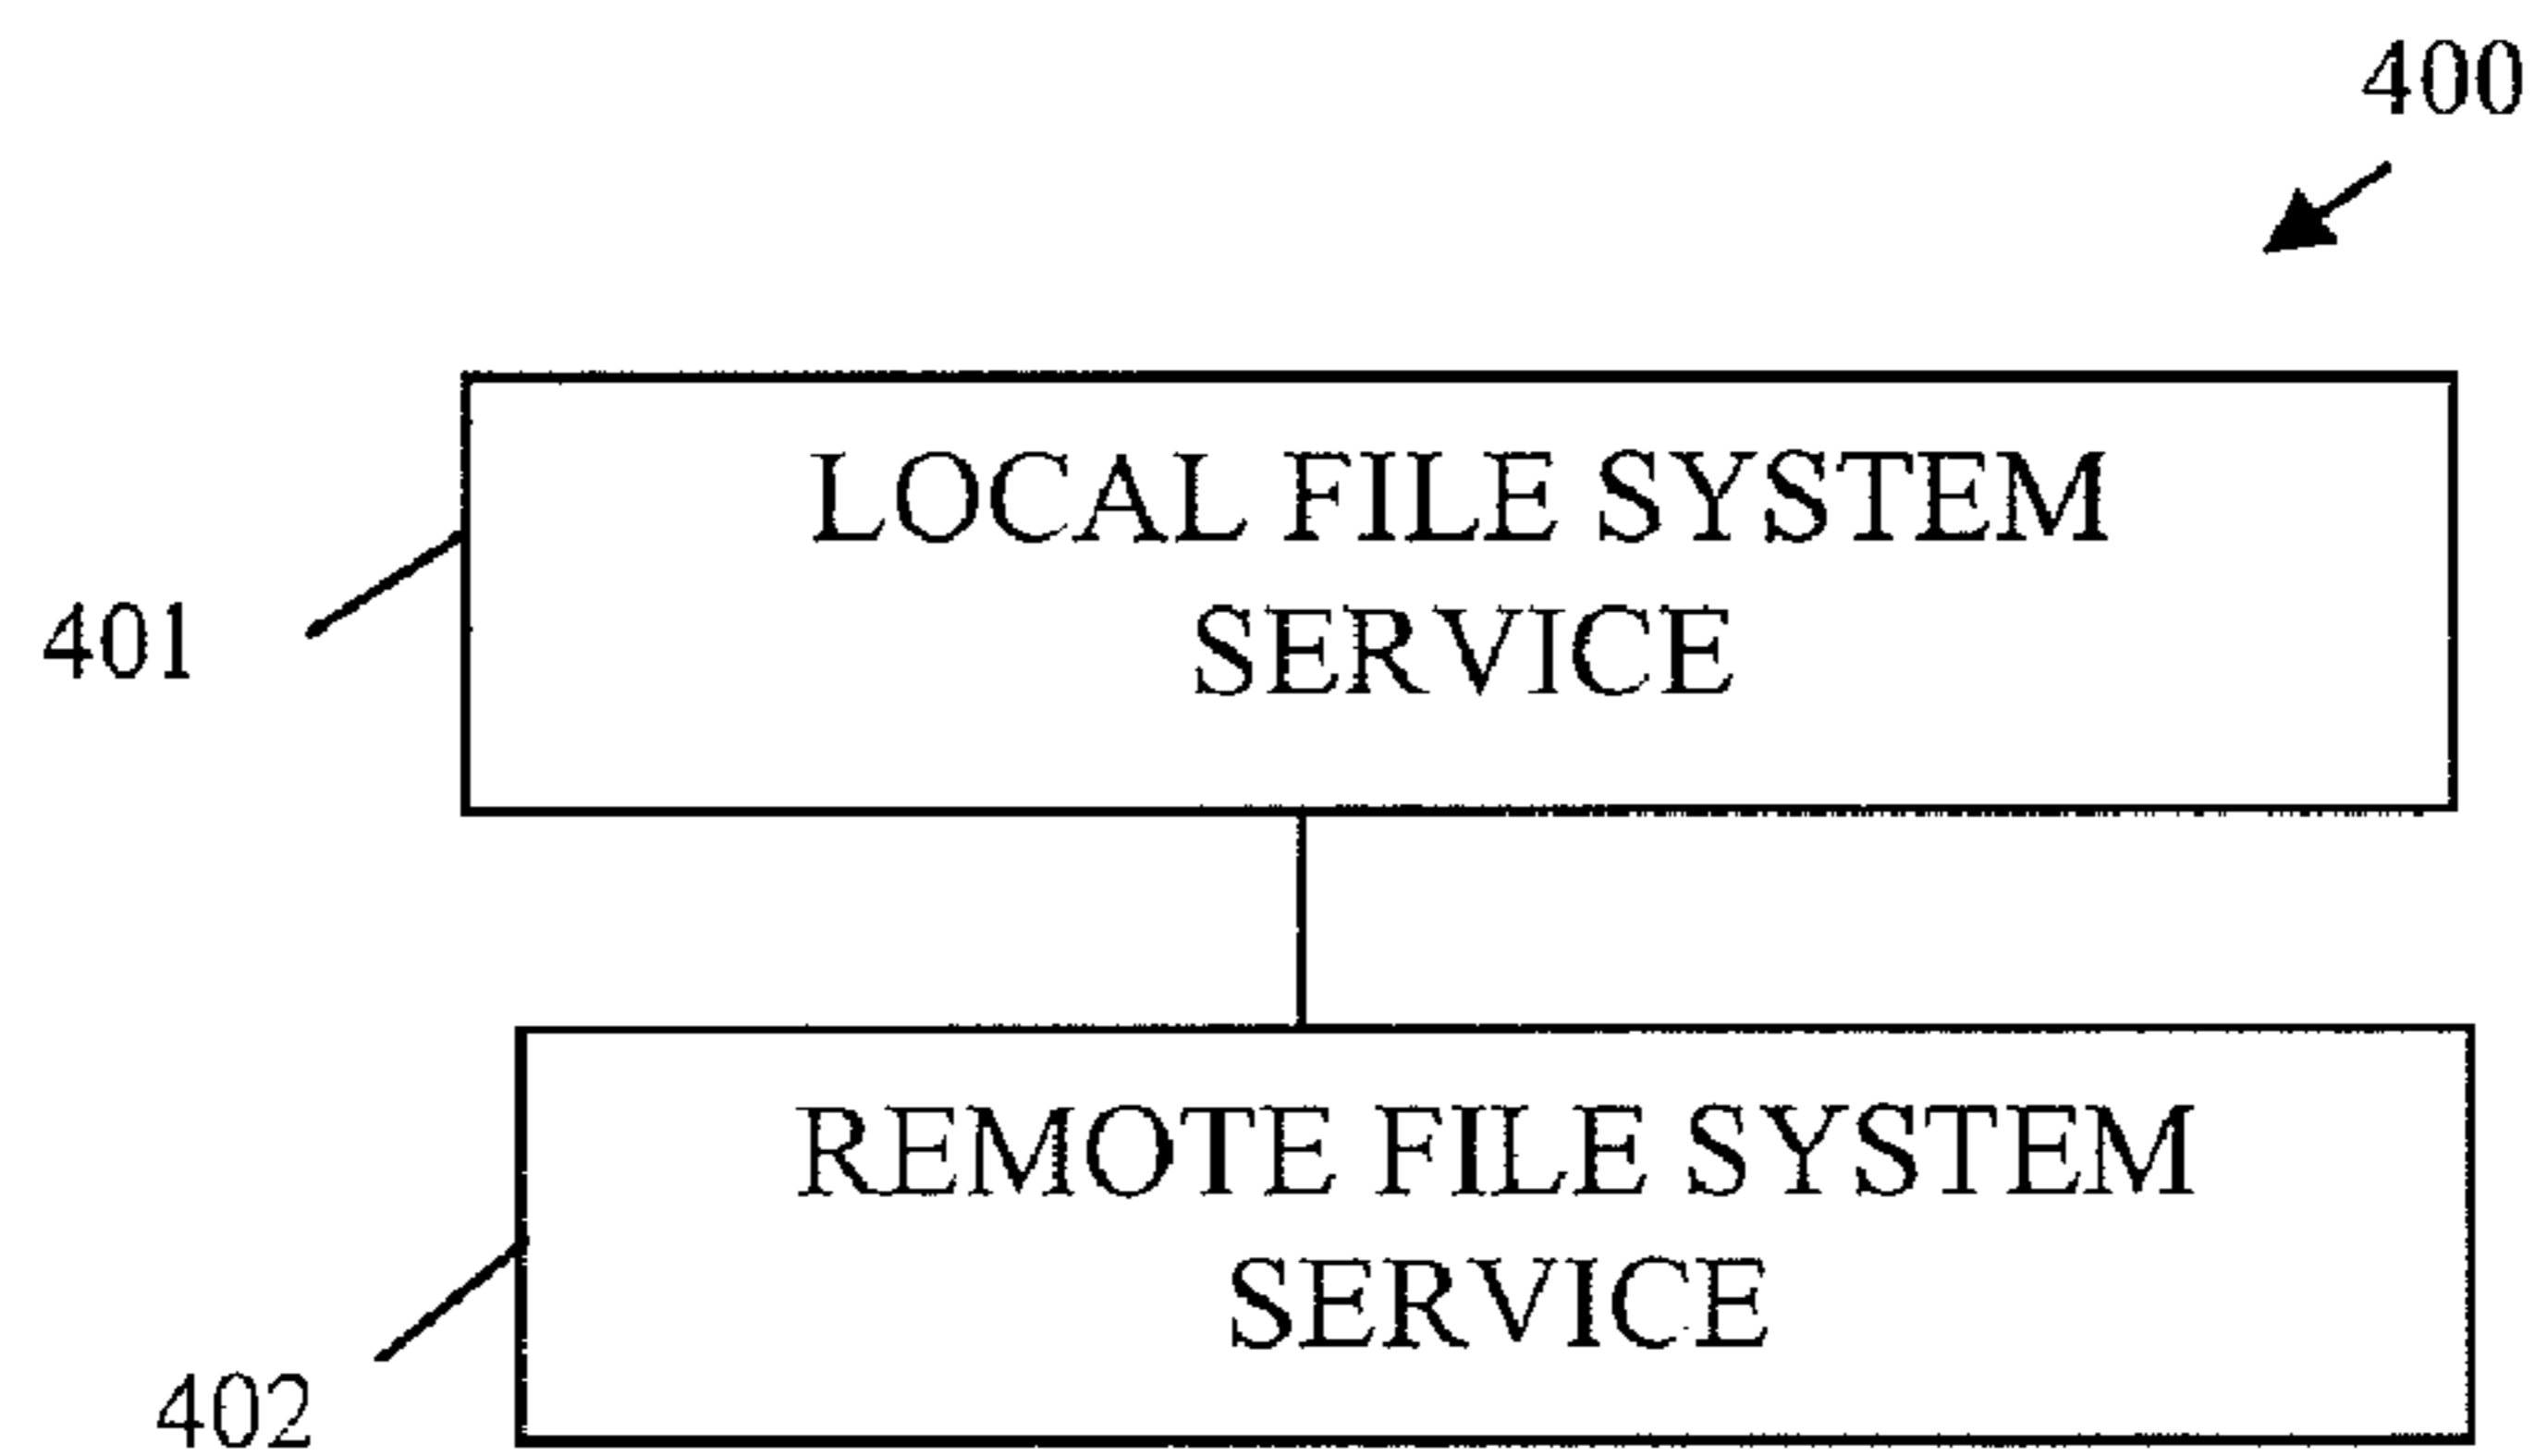 400
LOCAL FILE SYSTEM
SERVICE
401
REMOTE FILE SYSTEM
SERVICE
402